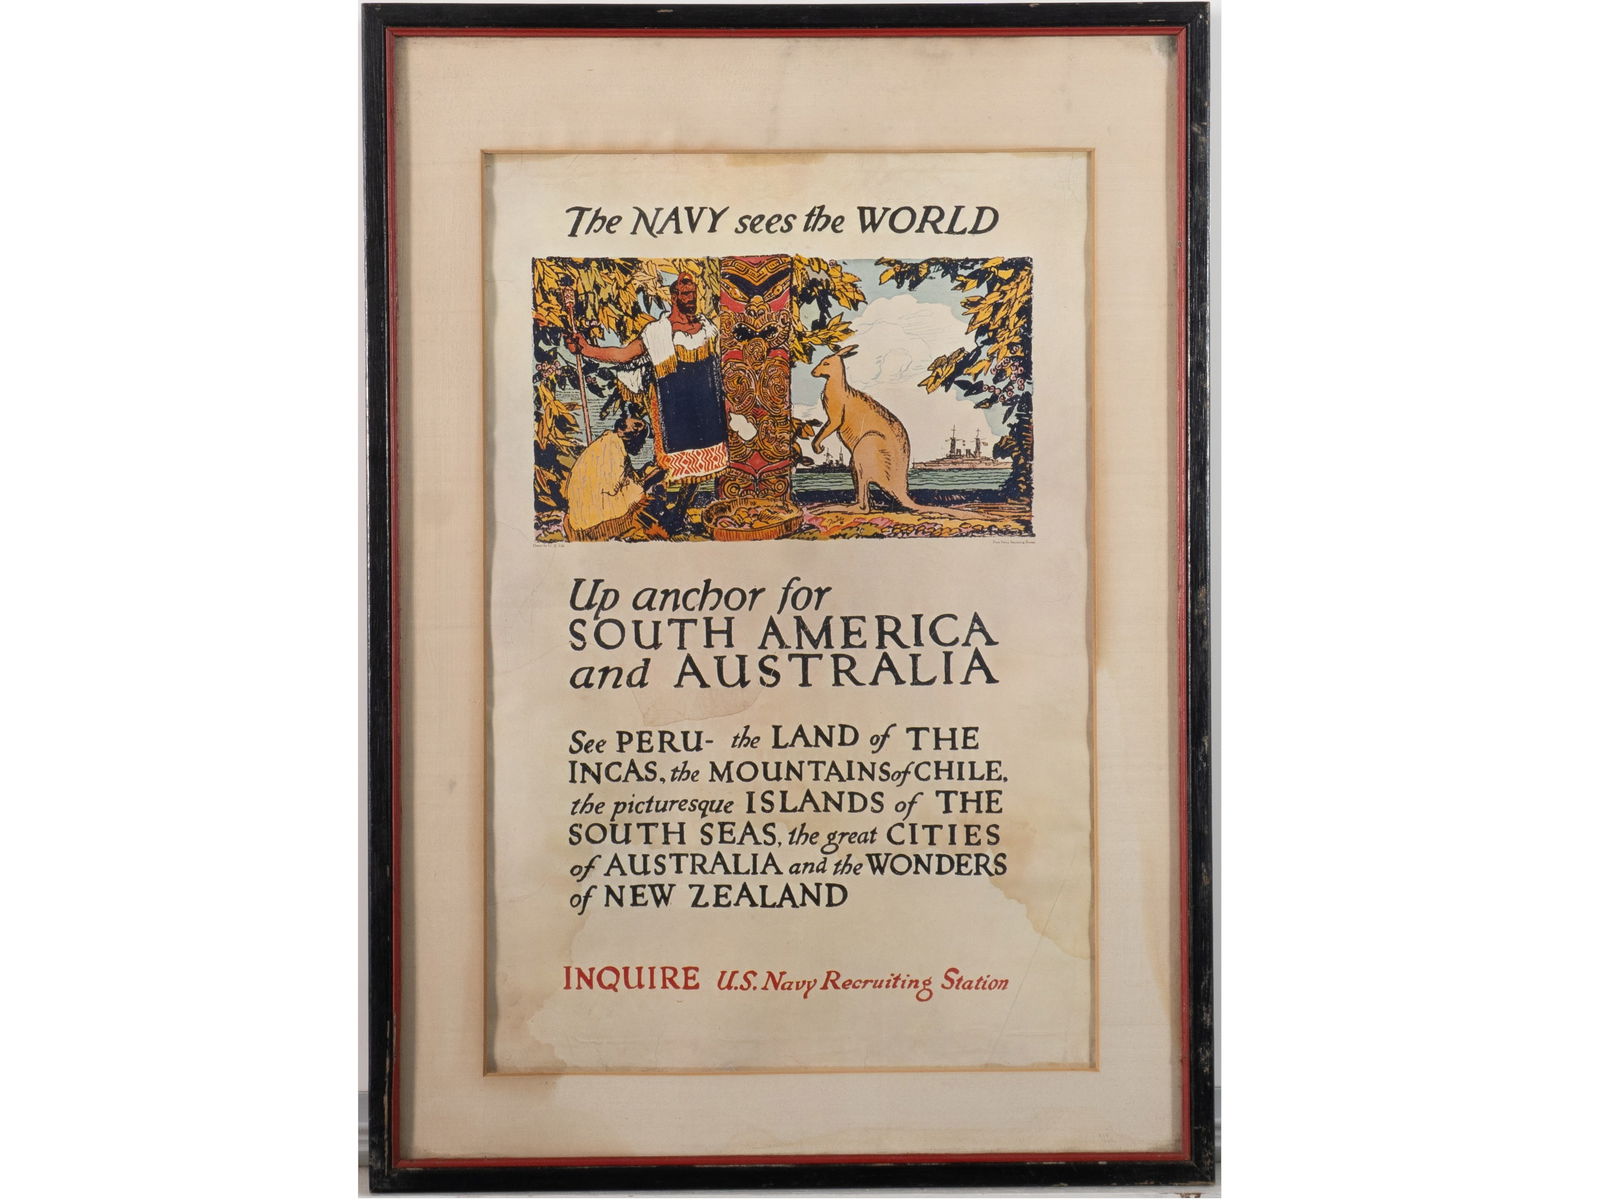 The NAVY sees the WORLD
Up anchor for
SOUTH AMERICA
and AUSTRALIA
See PERU- the LAND of THE
INCAS, the MOUNTAINS of CHILE,
the picturesque ISLANDS of THE
SOUTH SEAS, the great CITIES
of AUSTRALIA and the WONDERS
of NEW ZEALAND
INQUIRE U.S. Navy Recruiting Station